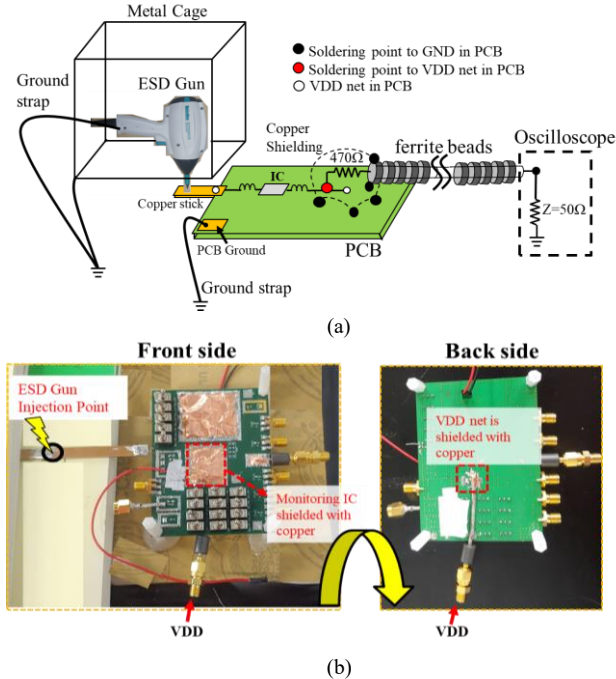 Metal Cage
Ground
strap
ESD Gun
Soldering point to GND in PCB
Soldering point to VDD net in PCB
VDD net in PCB
Copper
Shielding
470Ω
ferrite beads
Oscilloscope
IC
Z=50Ω
Copper stick
PCB Ground
PCB
Ground strap
(a)
Front side
Back side
ESD Gun
Injection Point
VDD net is
shielded with
copper
Monitoring IC
shielded with
copper
VDD
VDD
(b)